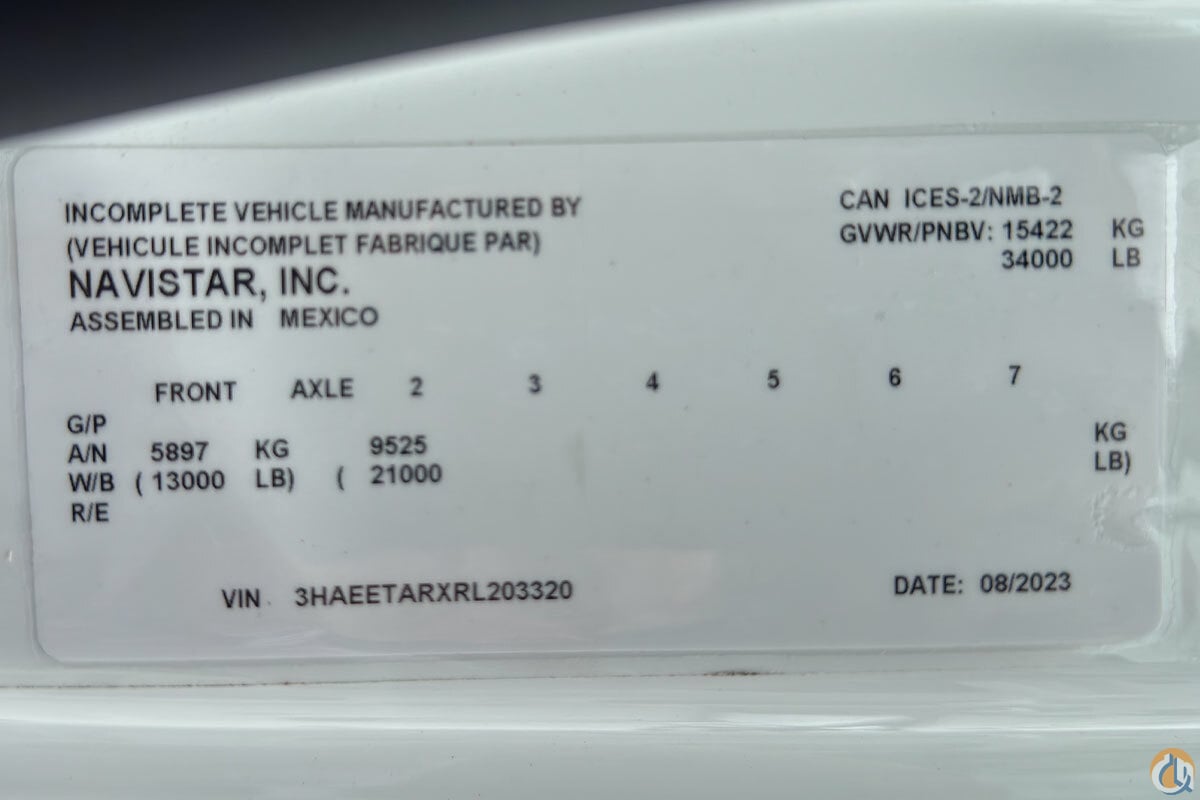 INCOMPLETE VEHICLE MANUFACTURED BY
(VEHICULE INCOMPLET FABRIQUE PAR)
NAVISTAR, INC.
ASSEMBLED IN MEXICO
CAN ICES-2/NMB-2
GVWR/PNBV: 15422 KG
34000 LB
FRONT AXLE 2 3 4 5 6 7
G/P
A/N 5897 KG 9525 KG
W/B ( 13000 LB) ( 21000 LB)
R/E
VIN 3HAEETARXRL203320 DATE: 08/2023